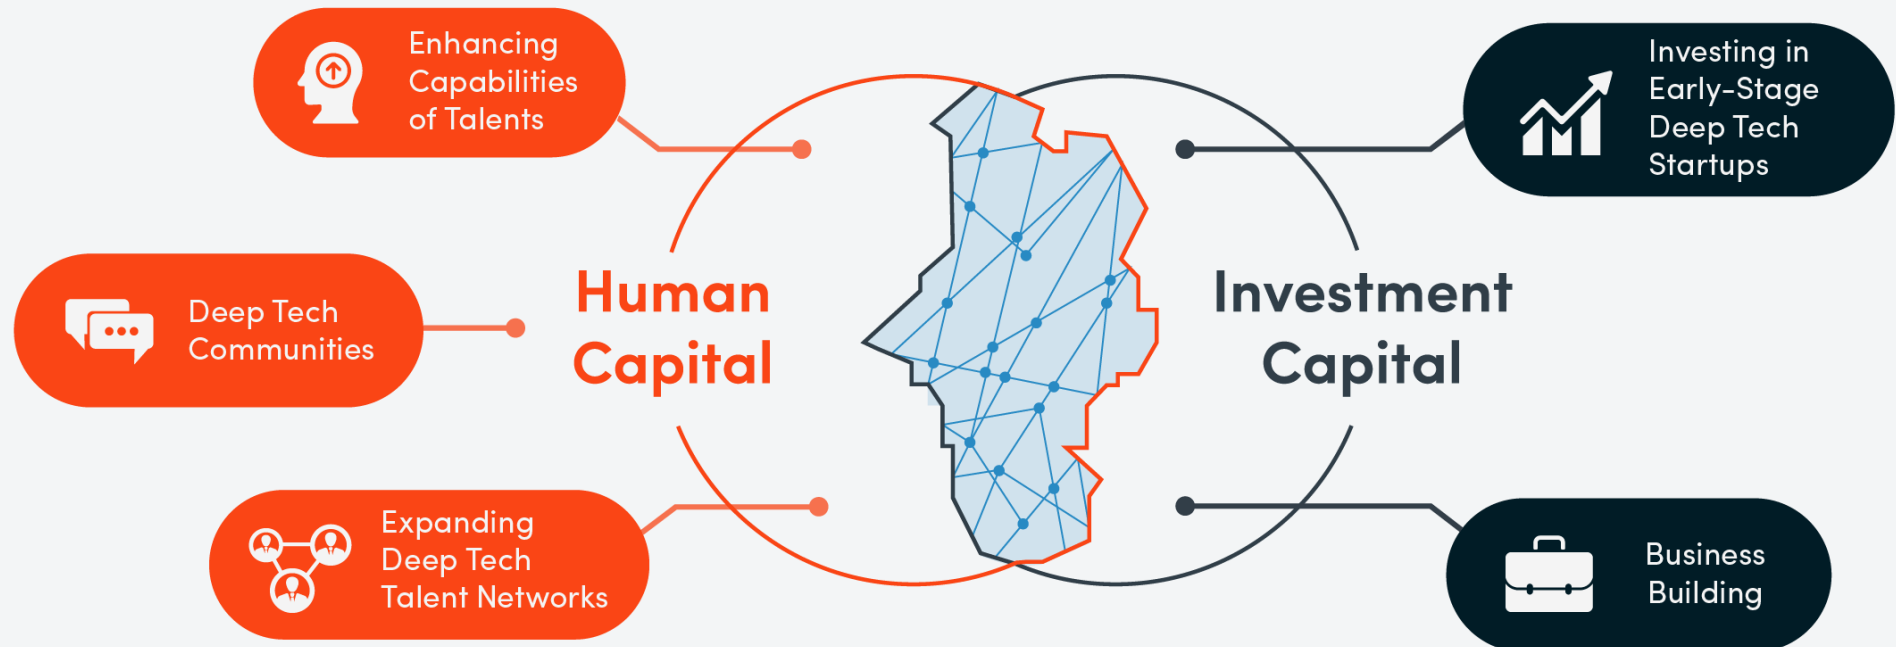 Enhancing
Capabilities
of Talents
Deep Tech
Communities
Expanding
Deep Tech
Talent Networks
Human
Capital
Investment
Capital
Investing in
Early-Stage
Deep Tech
Startups
Business
Building